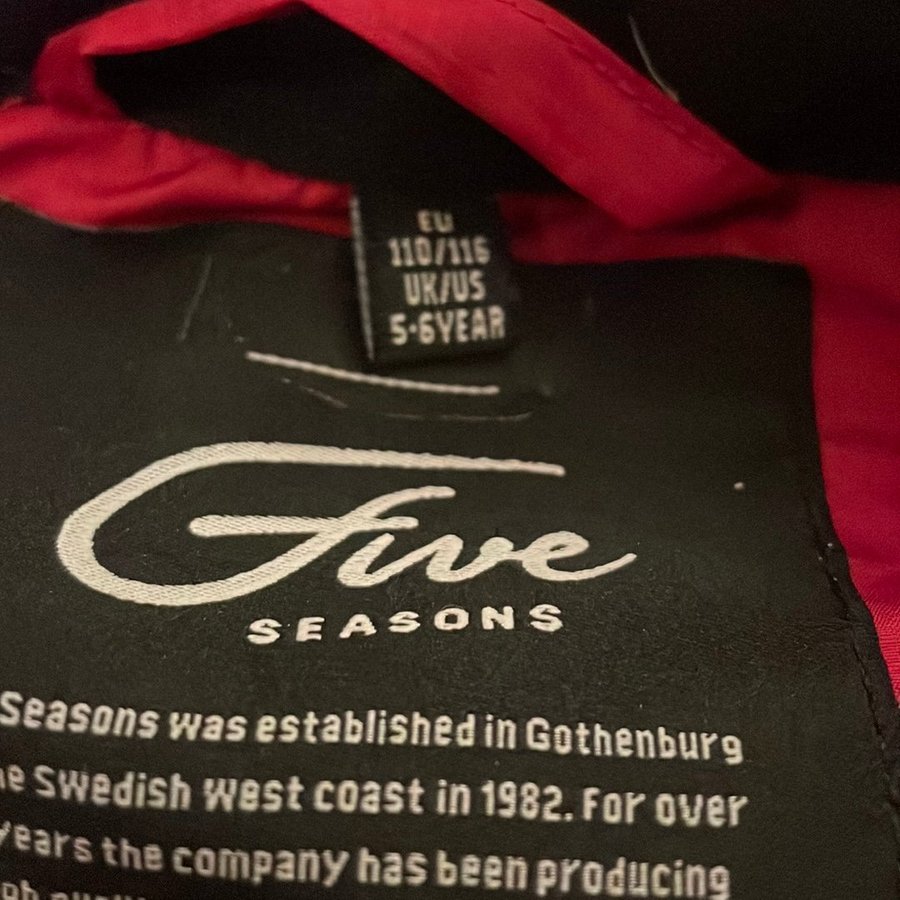 EU
110/116
UK/US
5-6YEAR
Five
SEASONS
Seasons was established in Gothenburg
Swedish west coast in 1982. For over
years the company has been producing